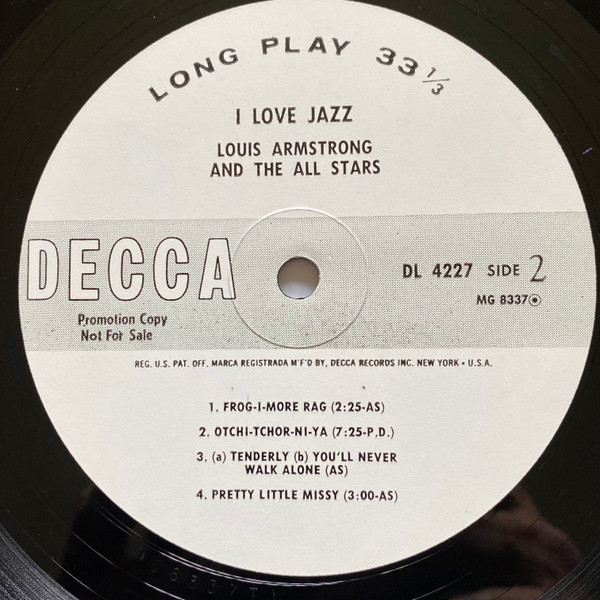 LONG PLAY 33 1/3
I LOVE JAZZ
LOUIS ARMSTRONG
AND THE ALL STARS
DECCA
DL 4227 SIDE 2
MG 8337
Promotion Copy
Not For Sale
REG. U.S. PAT. OFF. MARCA REGISTRADA M'F'D BY, DECCA RECORDS INC. NEW YORK • U.S.A.
1. FROG-I-MORE RAG (2:25-AS)
2. OTCHI-TCHOR-NI-YA (7:25-P.D.)
3. (a) TENDERLY (b) YOU'LL NEVER
WALK ALONE (AS)
4. PRETTY LITTLE MISSY (3:00-AS)